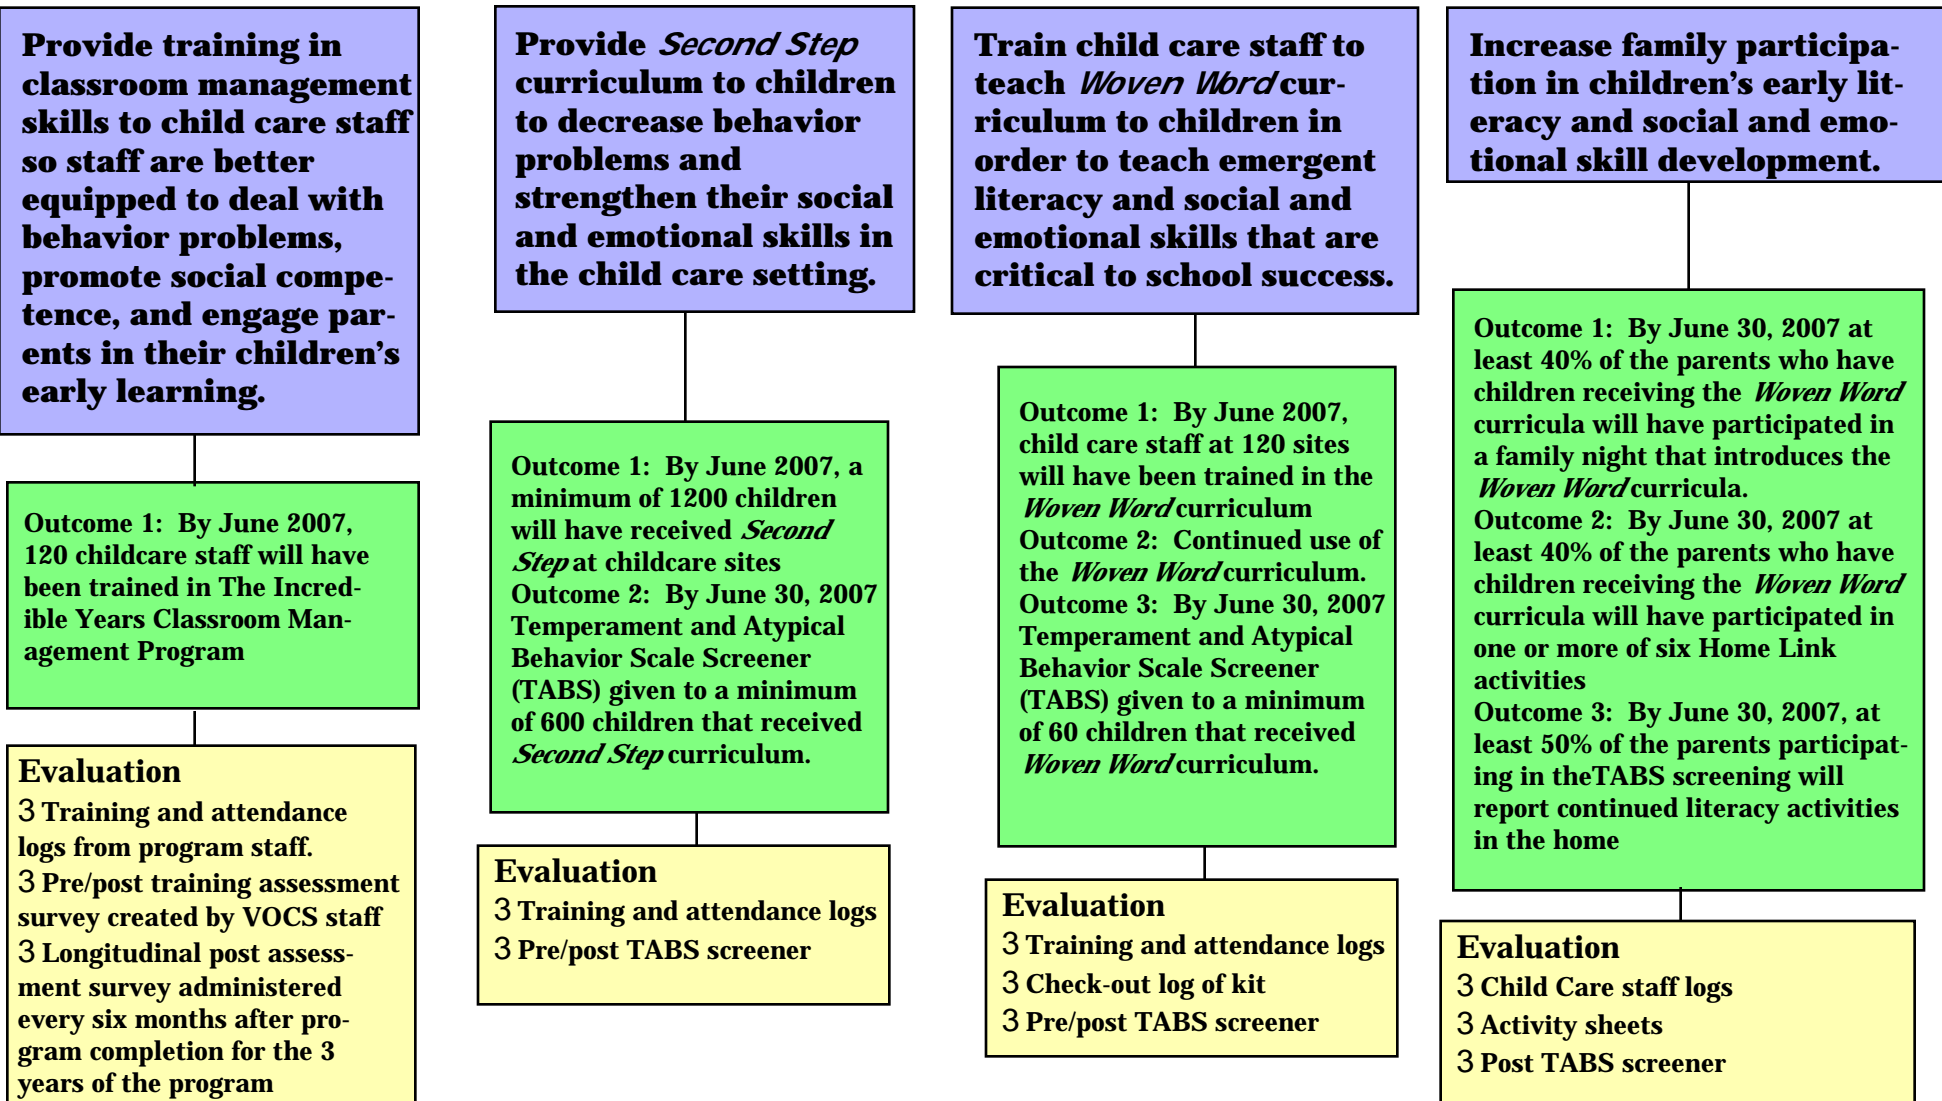 Provide training in
classroom management
skills to child care staff
so staff are better
equipped to deal with
behavior problems,
promote social compe-
tence, and engage par-
ents in their children's
early learning.
Outcome 1: By June 2007,
120 childcare staff will have
been trained in The Incred-
ible Years Classroom Man-
agement Program
Evaluation
3 Training and attendance
logs from program staff.
3 Pre/post training assessment
survey created by VOCS staff
3 Longitudinal post assess-
ment survey administered
every six months after pro-
gram completion for the 3
years of the program
Provide Second Step
curriculum to children
to decrease behavior
problems and
strengthen their social
and emotional skills in
the child care setting.
Outcome 1: By June 2007, a
minimum of 1200 children
will have received Second
Step at childcare sites
Outcome 2: By June 30, 2007
Temperament and Atypical
Behavior Scale Screener
(TABS) given to a minimum
of 600 children that received
Second Step curriculum.
Evaluation
3 Training and attendance logs
3 Pre/post TABS screener
Train child care staff to
teach Woven Word cur-
riculum to children in
order to teach emergent
literacy and social and
emotional skills that are
critical to school success.
Outcome 1: By June 2007,
child care staff at 120 sites
will have been trained in the
Woven Word curriculum
Outcome 2: Continued use of
the Woven Word curriculum.
Outcome 3: By June 30, 2007
Temperament and Atypical
Behavior Scale Screener
(TABS) given to a minimum
of 60 children that received
Woven Word curriculum.
Evaluation
3 Training and attendance logs
3 Check-out log of kit
3 Pre/post TABS screener
Increase family participa-
tion in children's early lit-
eracy and social and emo-
tional skill development.
Outcome 1: By June 30, 2007 at
least 40% of the parents who have
children receiving the Woven Word
curricula will have participated in
a family night that introduces the
Woven Word curricula.
Outcome 2: By June 30, 2007 at
least 40% of the parents who have
children receiving the Woven Word
curricula will have participated in
one or more of six Home Link
activities
Outcome 3: By June 30, 2007, at
least 50% of the parents participat-
ing in theTABS screening will
report continued literacy activities
in the home
Evaluation
3 Child Care staff logs
3 Activity sheets
3 Post TABS screener